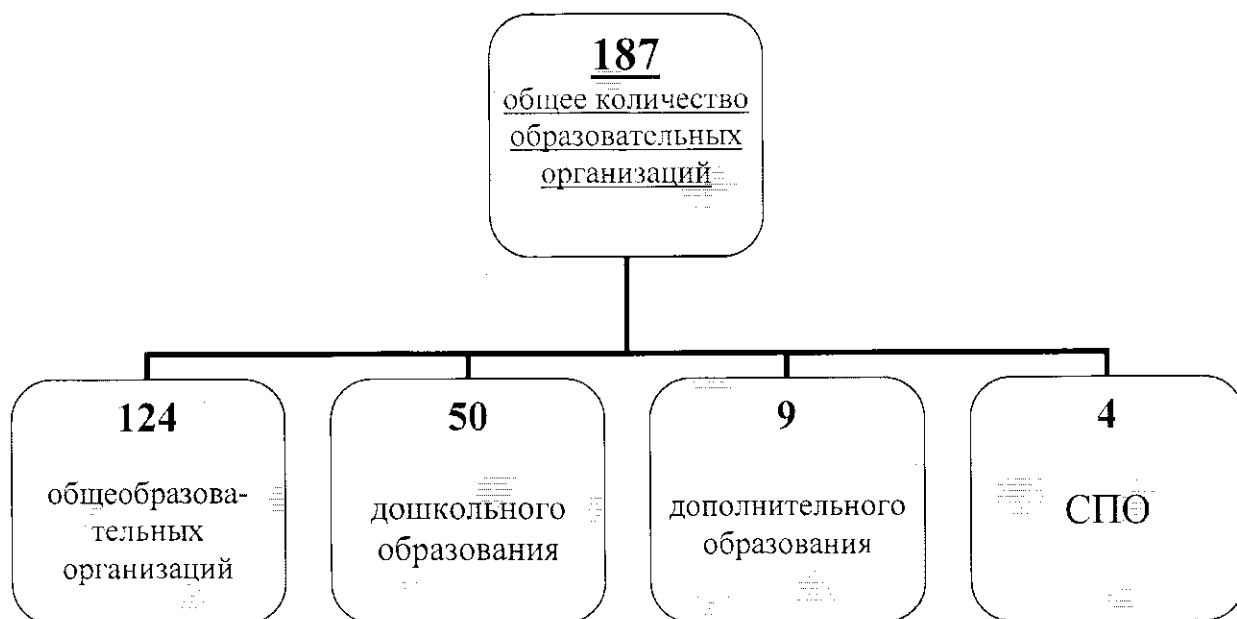 187
общее количество
образовательных
организаций
124
общеобразова-
тельных
организаций
50
дошкольного
образования
9
дополнительного
образования
4
СПО